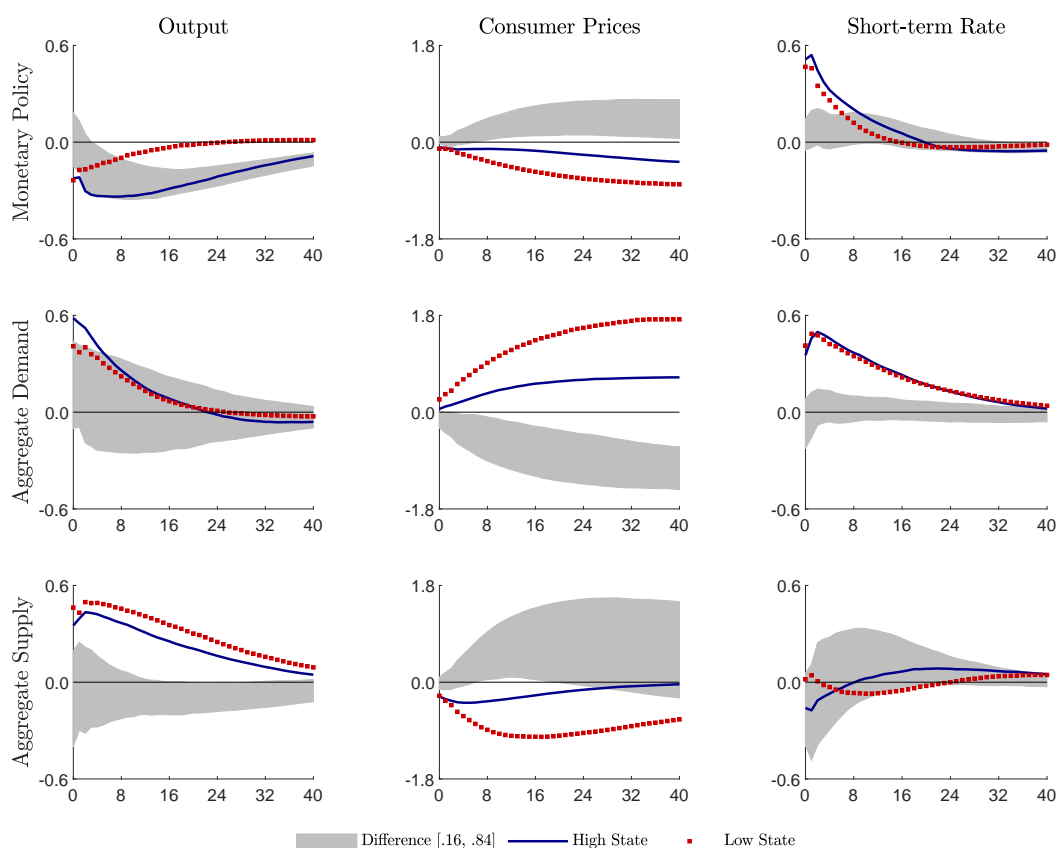 Output Consumer Prices Short-term Rate
Monetary Policy
0.6 1.8 0.6
0.0 0.0 0.0
-0.6 -1.8 -0.6
0 8 16 24 32 40 0 8 16 24 32 40 0 8 16 24 32 40
Aggregate Demand
0.6 1.8 0.6
0.0 0.0 0.0
-0.6 -1.8 -0.6
0 8 16 24 32 40 0 8 16 24 32 40 0 8 16 24 32 40
Aggregate Supply
0.6 1.8 0.6
0.0 0.0 0.0
-0.6 -1.8 -0.6
0 8 16 24 32 40 0 8 16 24 32 40 0 8 16 24 32 40
Difference [.16, .84] High State Low State